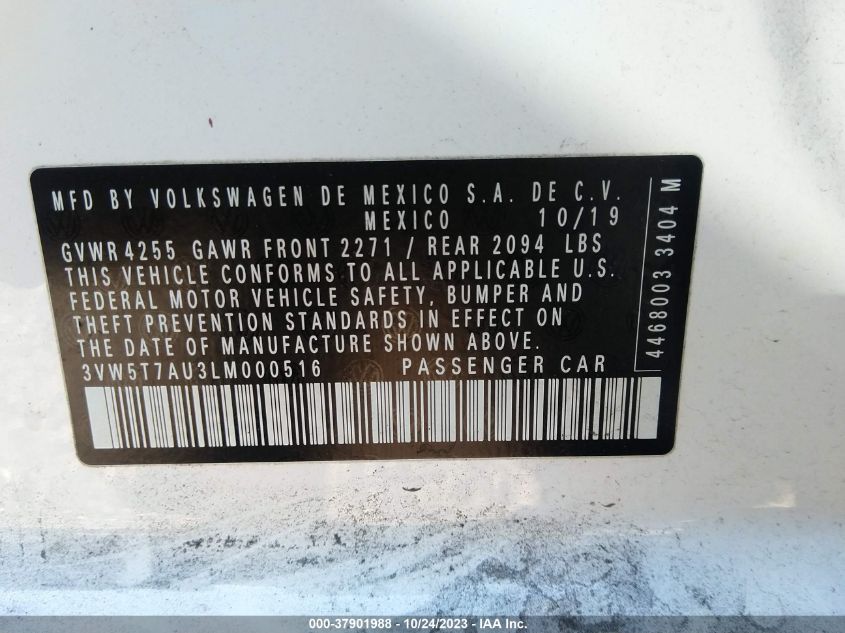 MFD BY VOLKSWAGEN DE MEXICO S.A. DE C.V.
MEXICO 10/19
GVWR 4255 GAWR FRONT 2271 / REAR 2094 LBS
THIS VEHICLE CONFORMS TO ALL APPLICABLE U.S.
FEDERAL MOTOR VEHICLE SAFETY, BUMPER AND
THEFT PREVENTION STANDARDS IN EFFECT ON
THE DATE OF MANUFACTURE SHOWN ABOVE.
3VW5T7AU3LM000516 PASSENGER CAR
4468003 3404 M
000-37901988 - 10/24/2023 - IAA Inc.